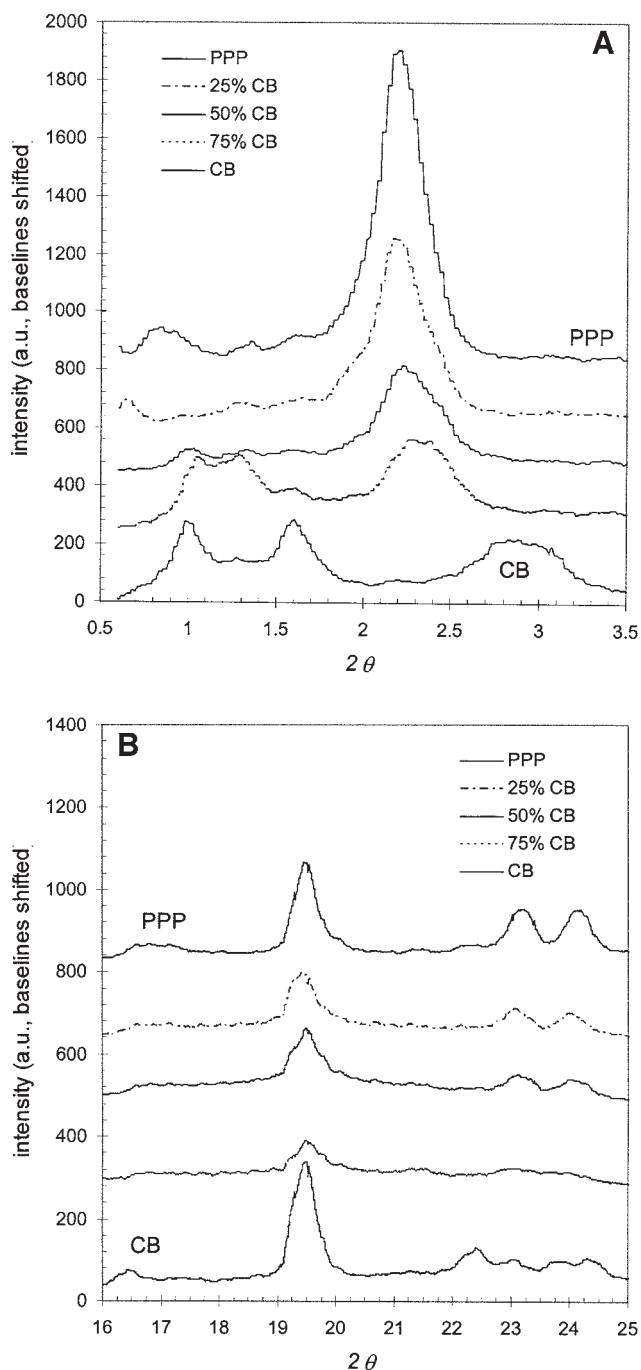 A
2000
1800
1600
1400
1200
1000
800
600
400
200
0
intensity (a.u., baselines shifted)
PPP
25% CB
50% CB
75% CB
CB
PPP
CB
0.5 1 1.5 2 2.5 3 3.5
2 θ
B
1400
1200
1000
800
600
400
200
0
intensity (a.u., baselines shifted)
PPP
25% CB
50% CB
75% CB
CB
PPP
CB
16 17 18 19 20 21 22 23 24 25
2 θ